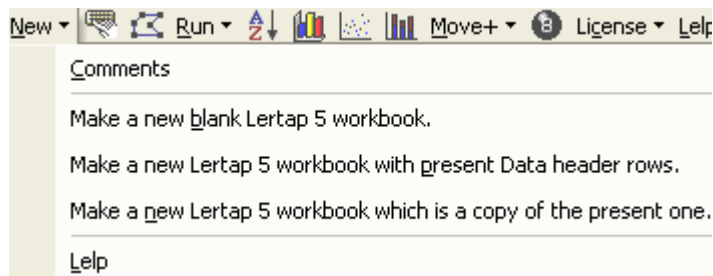 New Run A Z Move+ 8 License Lelp
Comments
Make a new blank Lertap 5 workbook.
Make a new Lertap 5 workbook with present Data header rows.
Make a new Lertap 5 workbook which is a copy of the present one.
Lelp